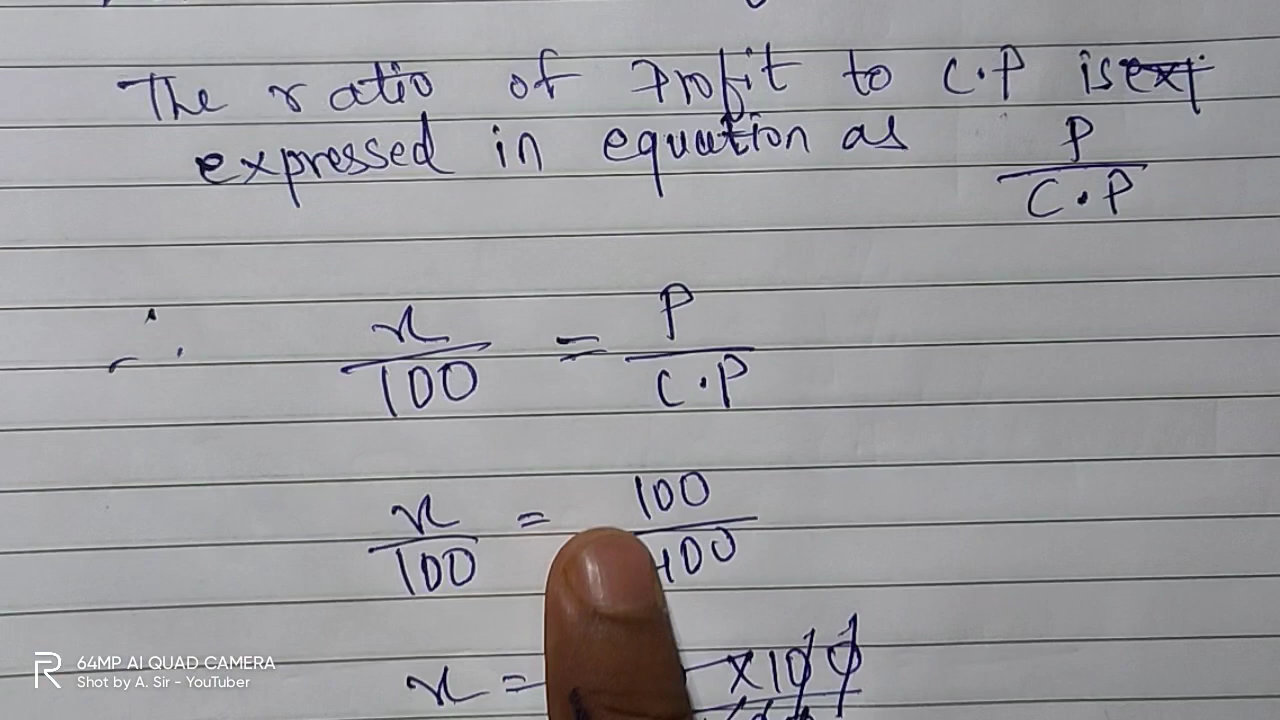 The ratio of Profit to C.P is
expressed in equation as P/C.P
∴ x/100 = P/C.P
x/100 = 100/400
x = ×100
64MP AI QUAD CAMERA
Shot by A. Sir - YouTuber